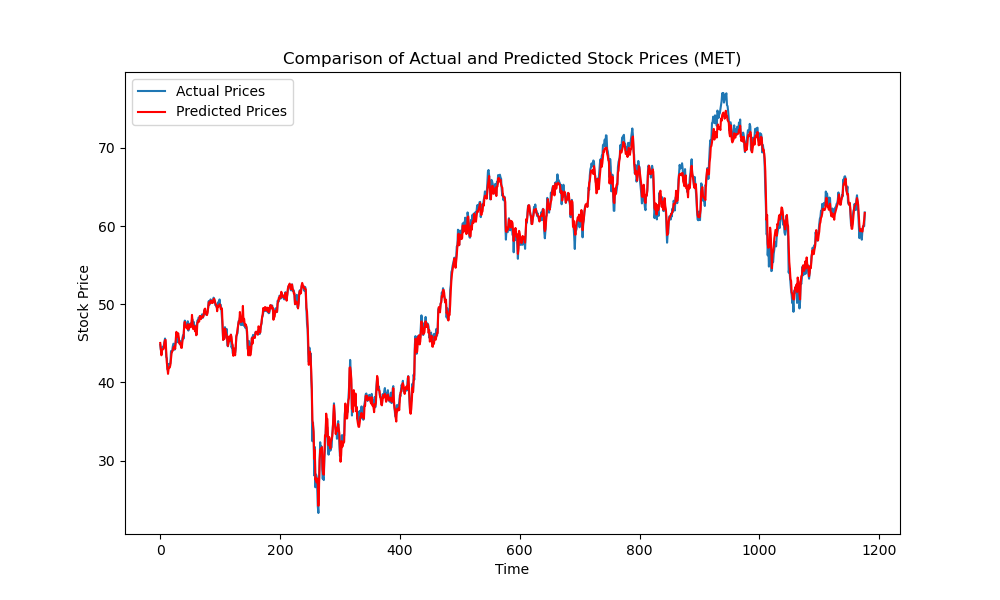 Comparison of Actual and Predicted Stock Prices (MET)
Actual Prices
Predicted Prices
Stock Price
70
60
50
40
30
0 200 400 600 800 1000 1200
Time